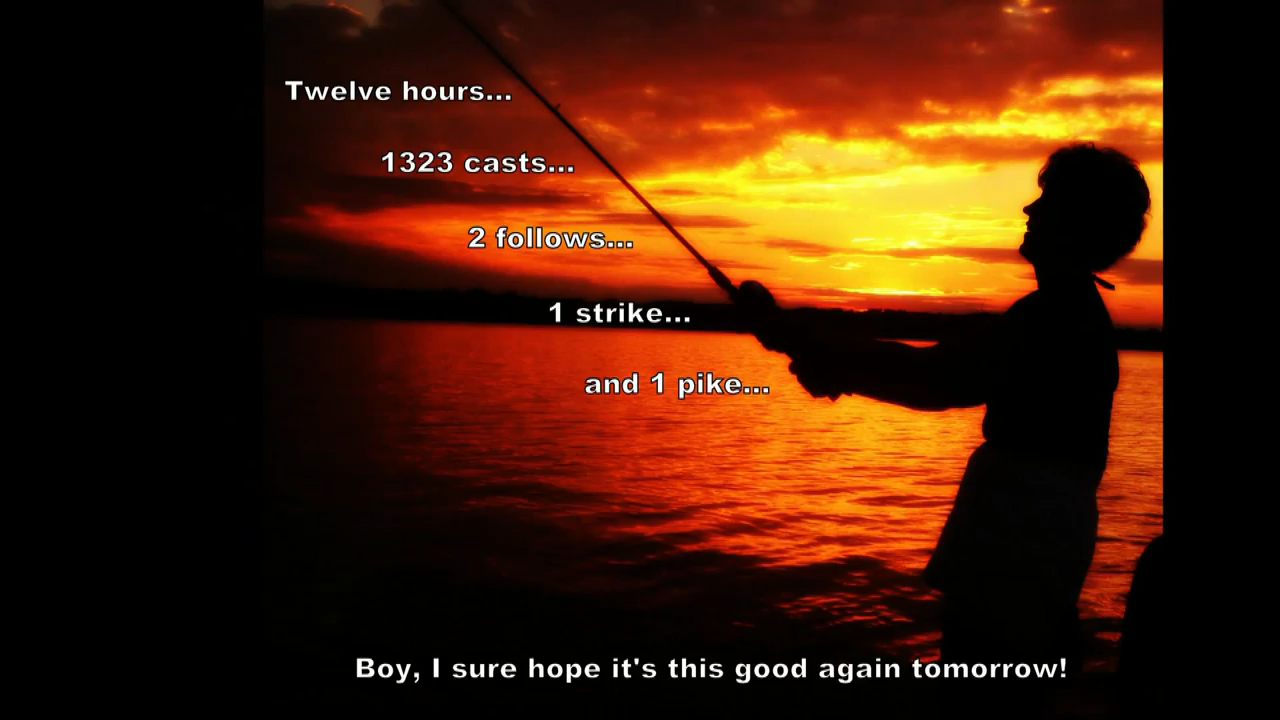 Twelve hours...
1323 casts...
2 follows...
1 strike...
and 1 pike...
Boy, I sure hope it's this good again tomorrow!